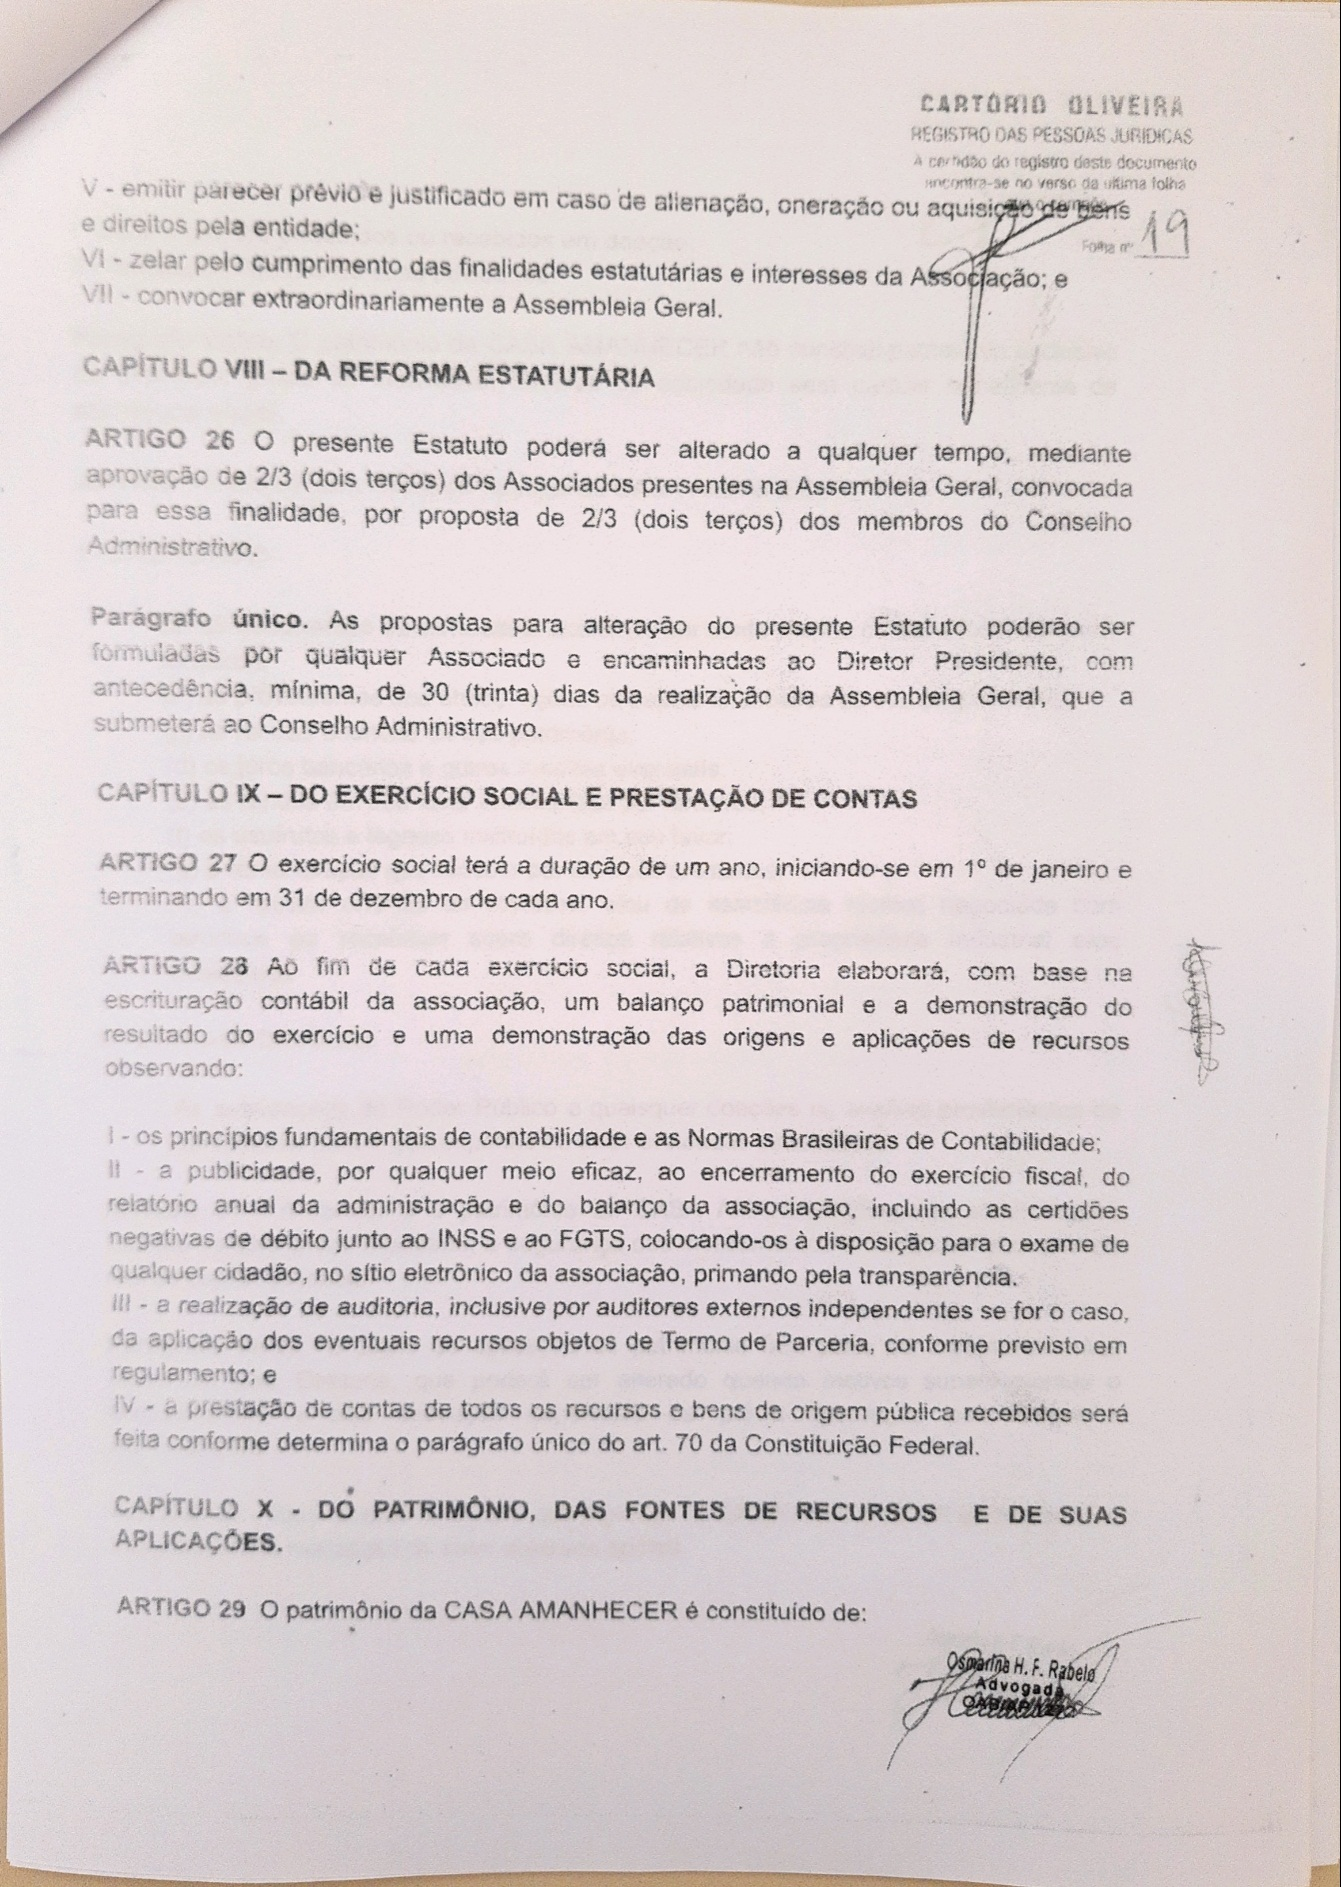 CARTÓRIO OLIVEIRA
REGISTRO DAS PESSOAS JURIDICAS
A certidão do registro deste documento
encontra-se no verso da ultima folha
Folha nº 19
V - emitir parecer prévio e justificado em caso de alienação, oneração ou aquisição de bens
e direitos pela entidade;
VI - zelar pelo cumprimento das finalidades estatutárias e interesses da Associação; e
VII - convocar extraordinariamente a Assembleia Geral.
CAPÍTULO VIII – DA REFORMA ESTATUTÁRIA
ARTIGO 26 O presente Estatuto poderá ser alterado a qualquer tempo, mediante
aprovação de 2/3 (dois terços) dos Associados presentes na Assembleia Geral, convocada
para essa finalidade, por proposta de 2/3 (dois terços) dos membros do Conselho
Administrativo.
Parágrafo único. As propostas para alteração do presente Estatuto poderão ser
formuladas por qualquer Associado e encaminhadas ao Diretor Presidente, com
antecedência, mínima, de 30 (trinta) dias da realização da Assembleia Geral, que a
submeterá ao Conselho Administrativo.
CAPÍTULO IX – DO EXERCÍCIO SOCIAL E PRESTAÇÃO DE CONTAS
ARTIGO 27 O exercício social terá a duração de um ano, iniciando-se em 1º de janeiro e
terminando em 31 de dezembro de cada ano.
ARTIGO 28 Ao fim de cada exercício social, a Diretoria elaborará, com base na
escrituração contábil da associação, um balanço patrimonial e a demonstração do
resultado do exercício e uma demonstração das origens e aplicações de recursos
observando:
I - os princípios fundamentais de contabilidade e as Normas Brasileiras de Contabilidade;
II - a publicidade, por qualquer meio eficaz, ao encerramento do exercício fiscal, do
relatório anual da administração e do balanço da associação, incluindo as certidões
negativas de débito junto ao INSS e ao FGTS, colocando-os à disposição para o exame de
qualquer cidadão, no sítio eletrônico da associação, primando pela transparência.
III - a realização de auditoria, inclusive por auditores externos independentes se for o caso,
da aplicação dos eventuais recursos objetos de Termo de Parceria, conforme previsto em
regulamento; e
IV - a prestação de contas de todos os recursos e bens de origem pública recebidos será
feita conforme determina o parágrafo único do art. 70 da Constituição Federal.
CAPÍTULO X - DO PATRIMÔNIO, DAS FONTES DE RECURSOS E DE SUAS
APLICAÇÕES.
ARTIGO 29 O patrimônio da CASA AMANHECER é constituído de:
Osmarina H. F. Rabelo
Advogada